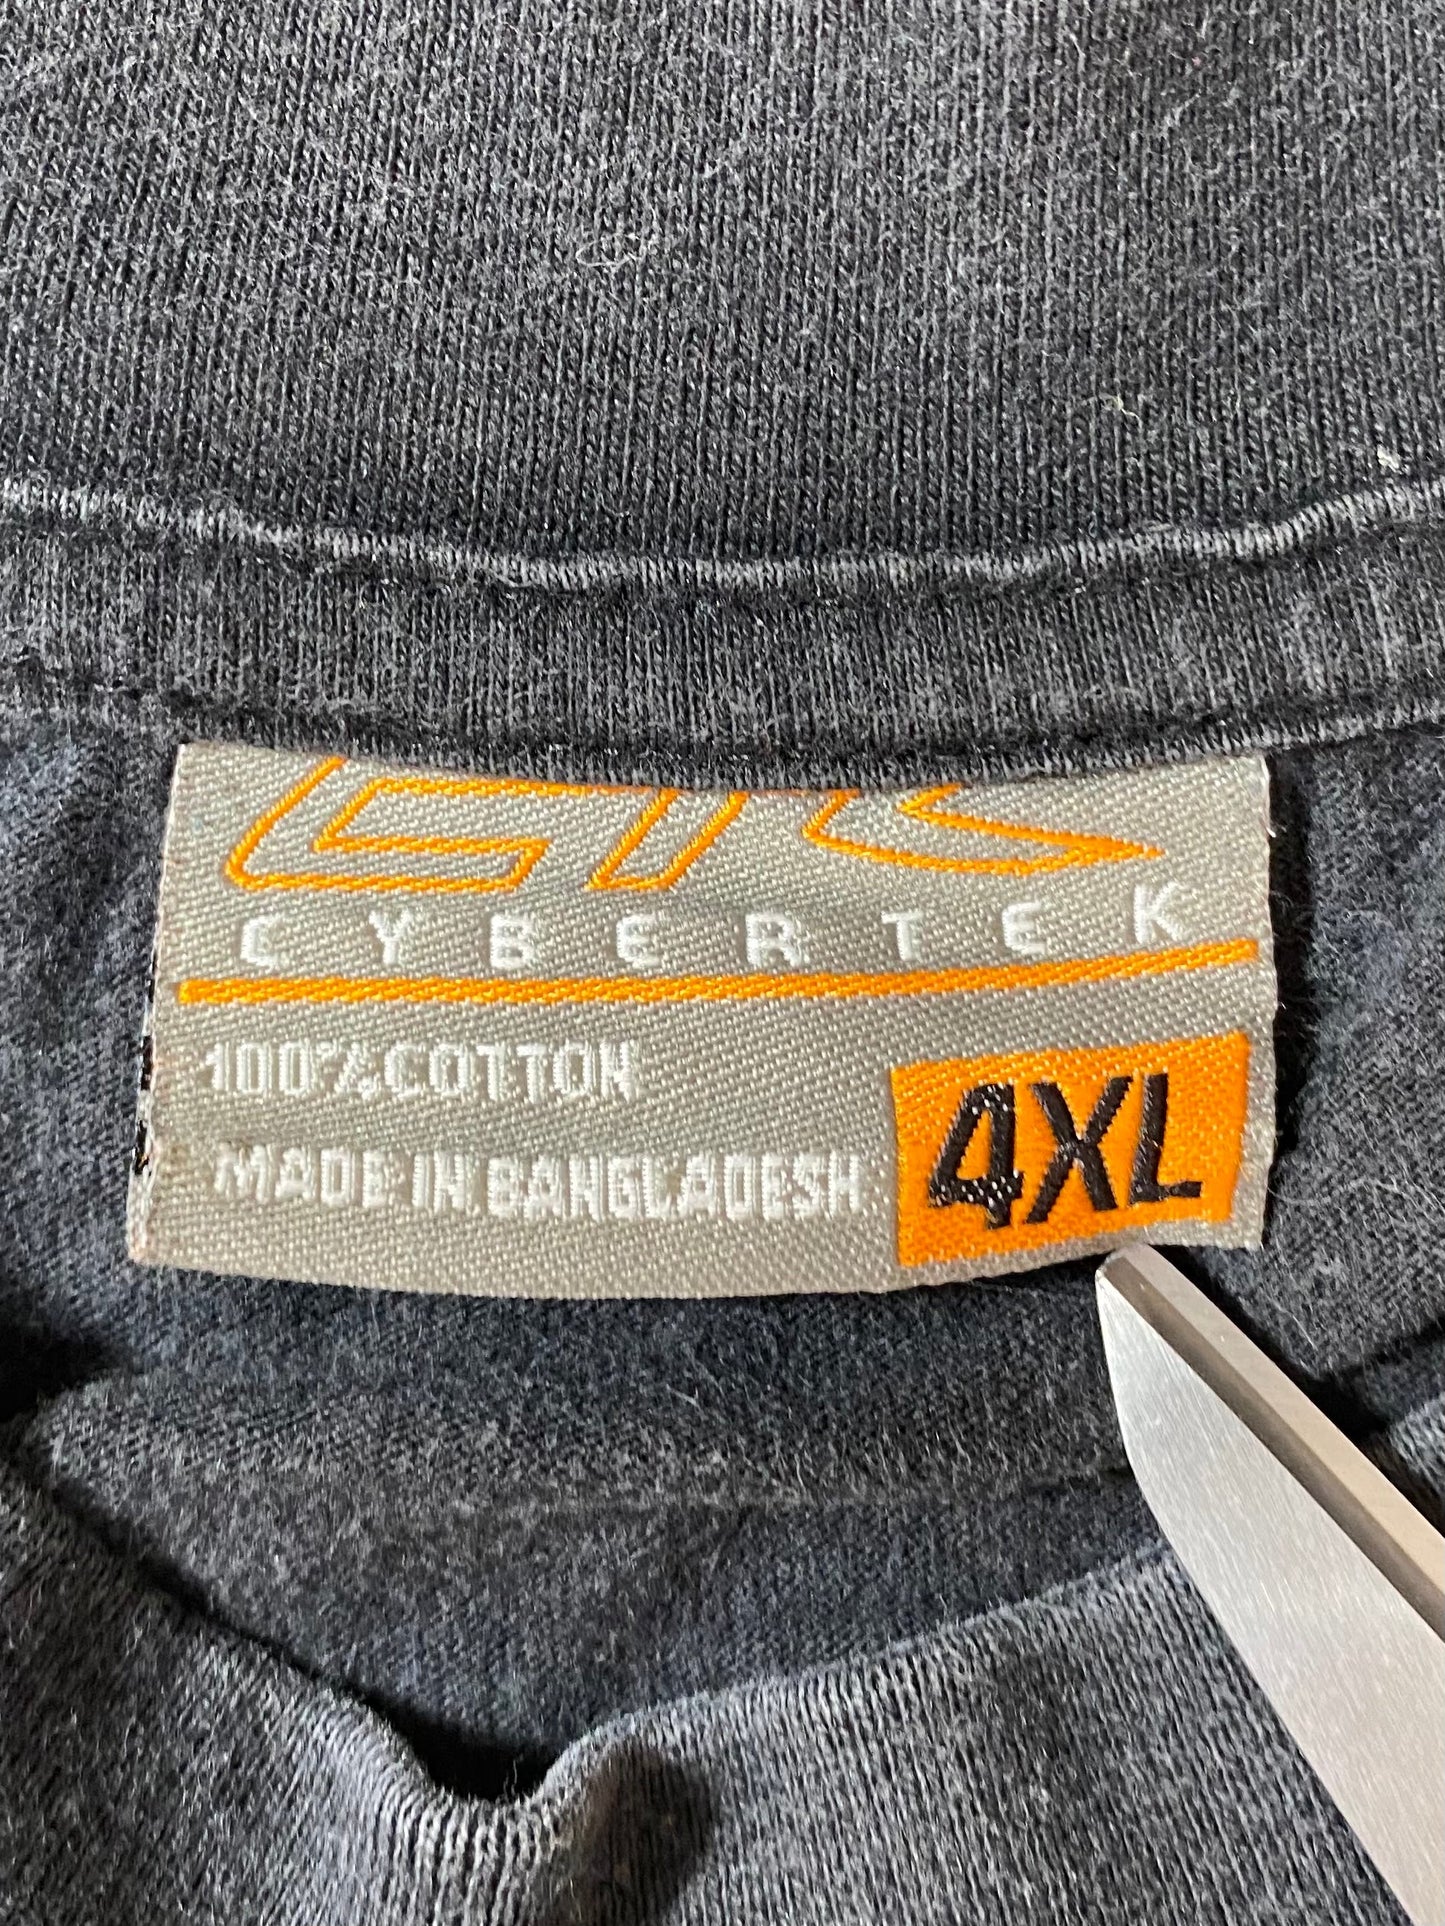 CYBERTEK
100% COTTON
MADE IN BANGLADESH
4XL